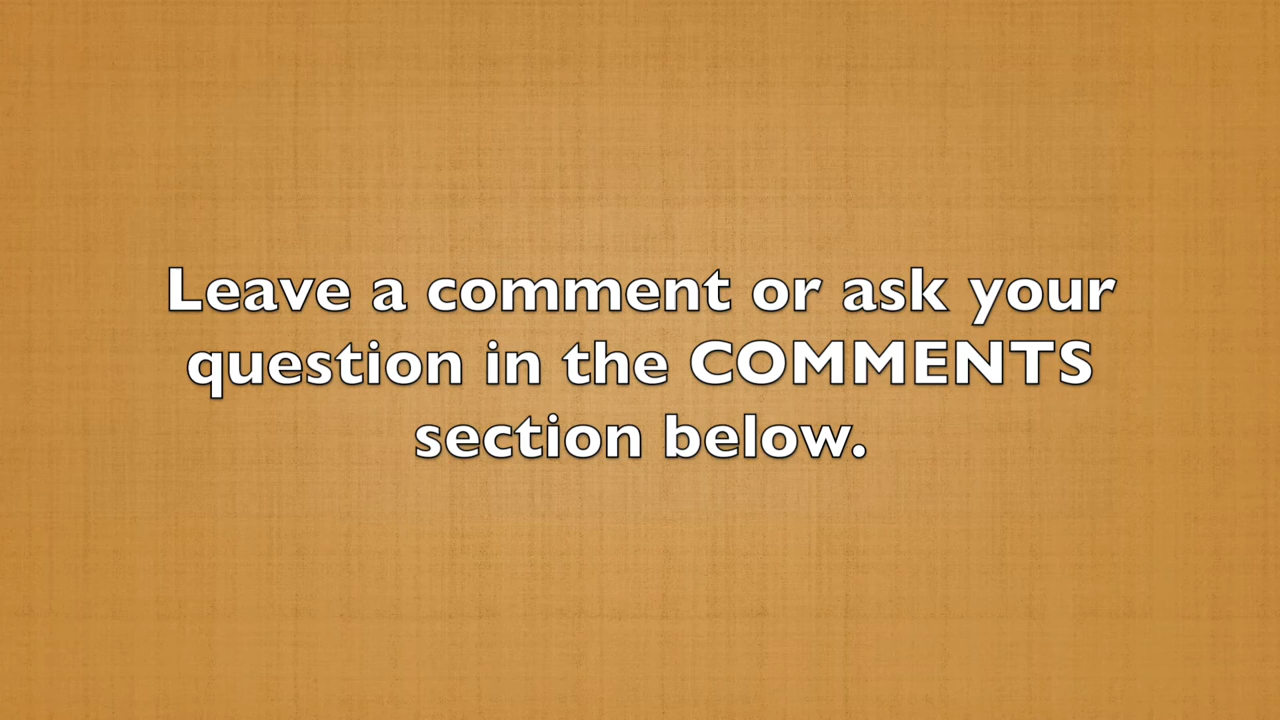 Leave a comment or ask your
question in the COMMENTS
section below.